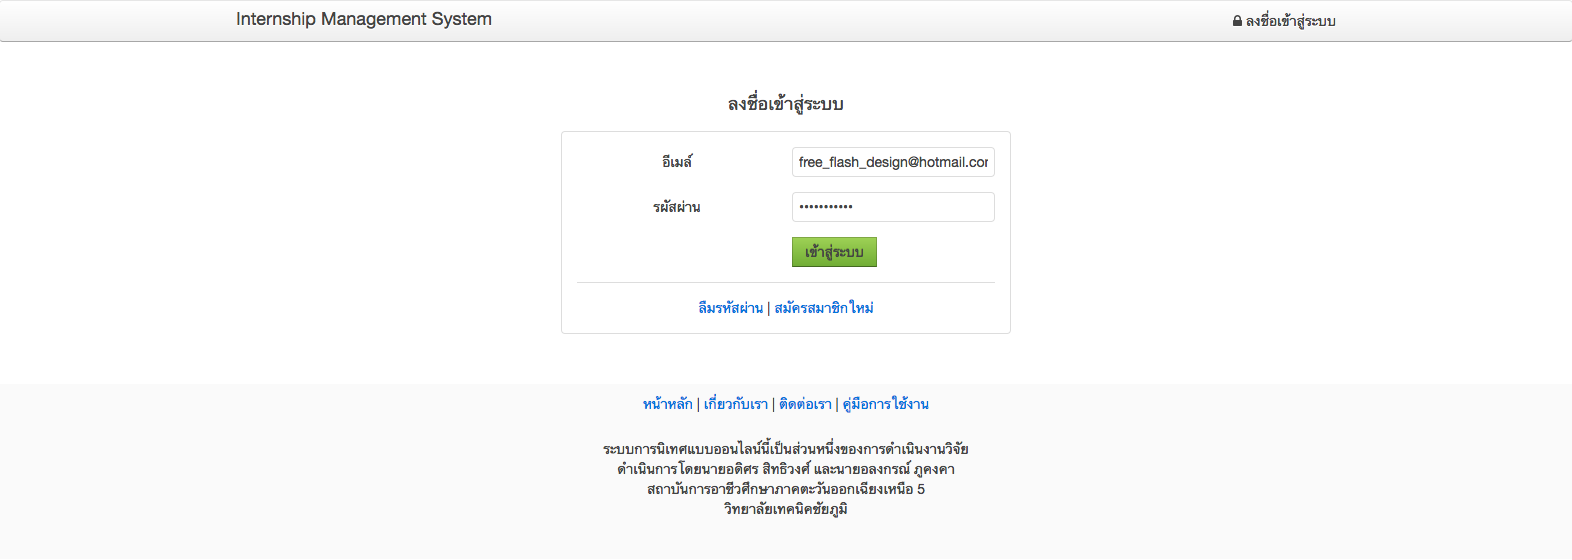 Internship Management System
ลงชื่อเข้าสู่ระบบ
ลงชื่อเข้าสู่ระบบ
อีเมล์ free_flash_design@hotmail.cor
รหัสผ่าน •••••••••••
เข้าสู่ระบบ
ลืมรหัสผ่าน | สมัครสมาชิกใหม่
หน้าหลัก | เกี่ยวกับเรา | ติดต่อเรา | คู่มือการใช้งาน
ระบบการนิเทศแบบออนไลน์นี้เป็นส่วนหนึ่งของการดำเนินงานวิจัย
ดำเนินการโดยนายอดิศร สิทธิวงศ์ และนายอลงกรณ์ ภูคงคา
สถาบันการอาชีวศึกษาภาคตะวันออกเฉียงเหนือ 5
วิทยาลัยเทคนิคชัยภูมิ